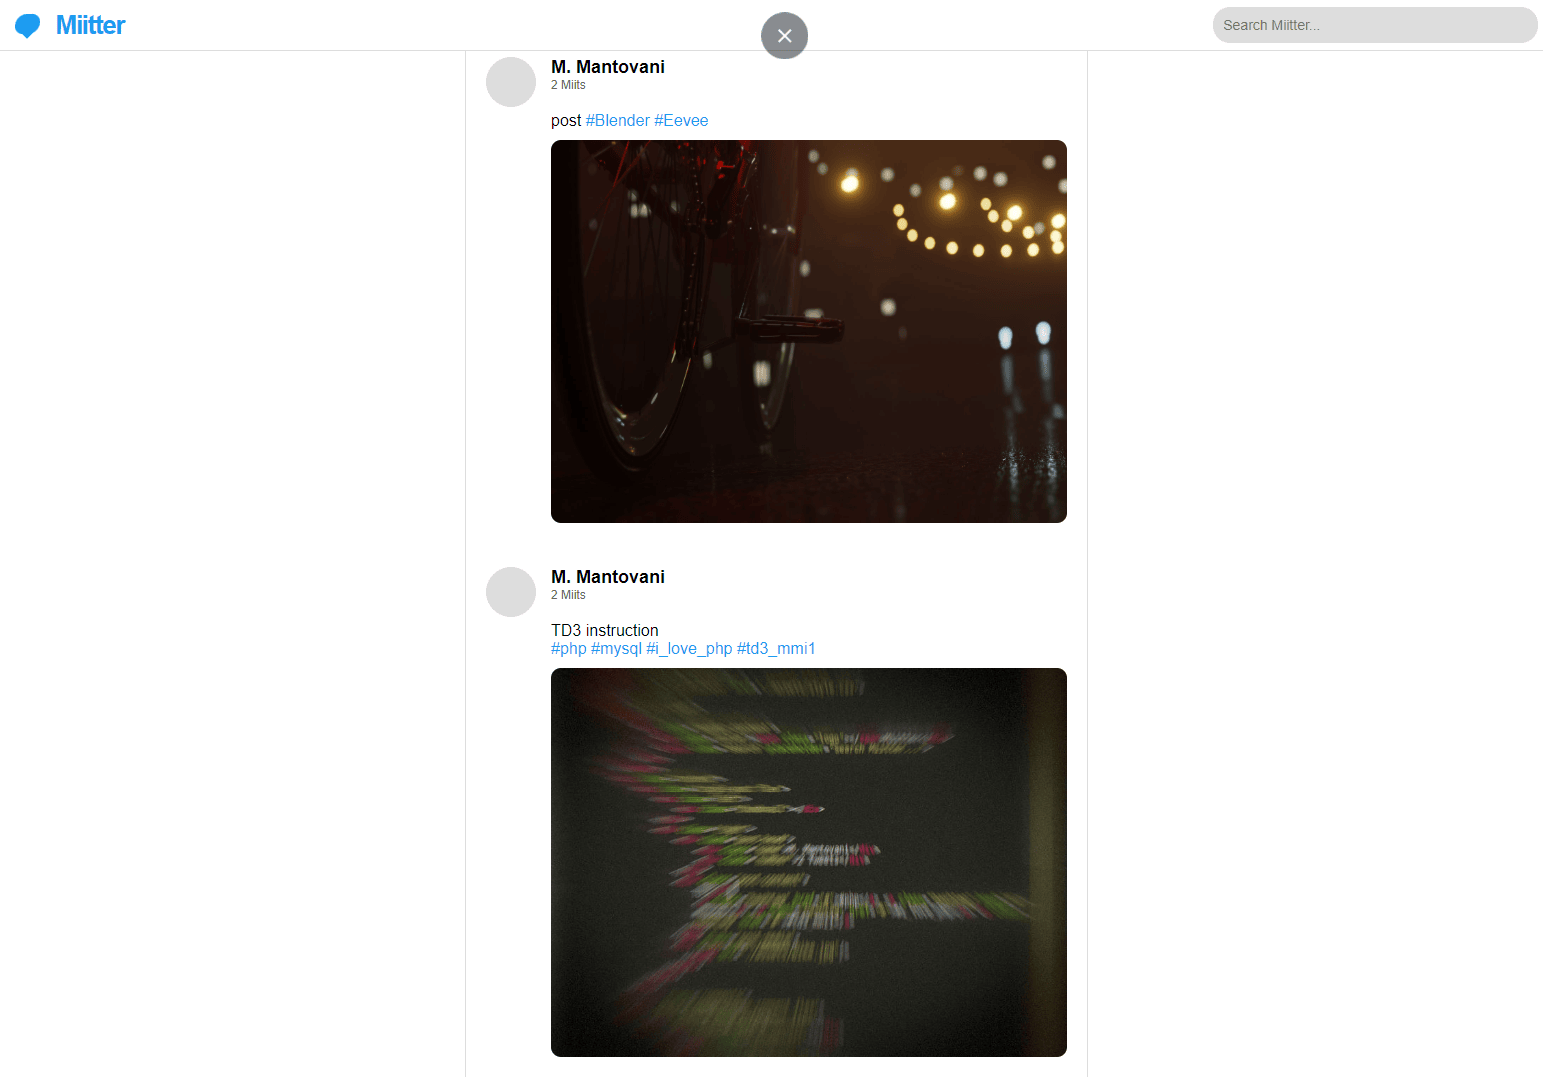 Miitter
Search Miitter...
M. Mantovani
2 Miits
post #Blender #Eevee
M. Mantovani
2 Miits
TD3 instruction
#php #mysql #i_love_php #td3_mmi1